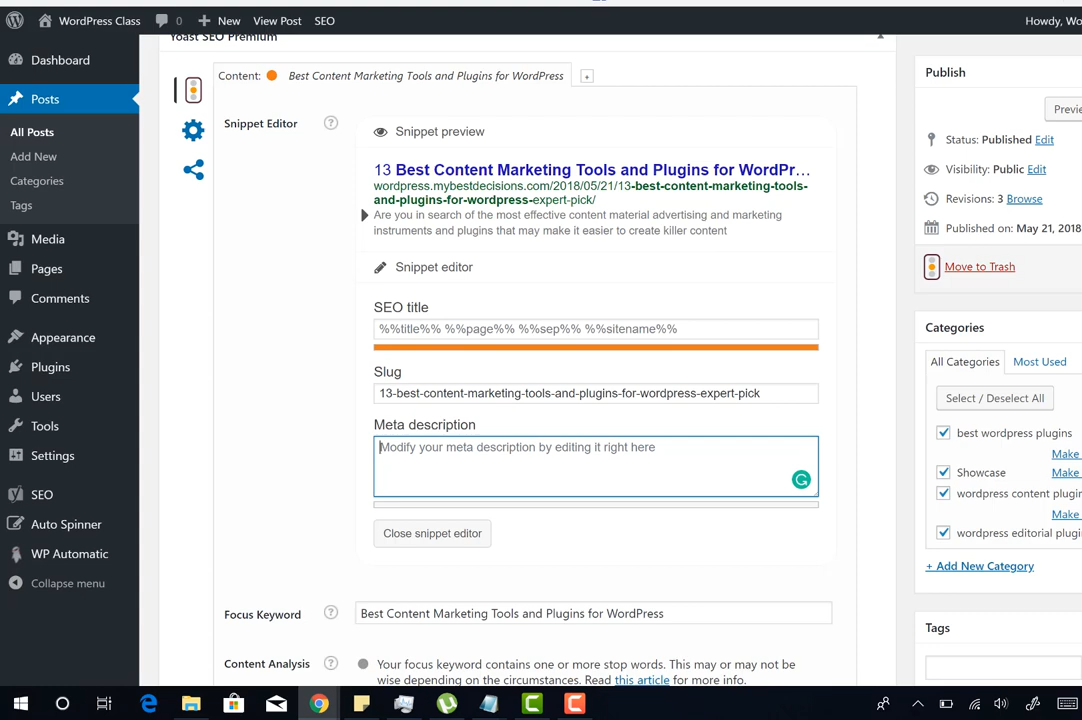 WordPress Class 0 New View Post SEO Howdy, Wo
Yoast SEO Premium
Dashboard
Posts
All Posts
Add New
Categories
Tags
Media
Pages
Comments
Appearance
Plugins
Users
Tools
Settings
SEO
Auto Spinner
WP Automatic
Collapse menu
Content: Best Content Marketing Tools and Plugins for WordPress +
Snippet Editor ?
Snippet preview
13 Best Content Marketing Tools and Plugins for WordPr...
wordpress.mybestdecisions.com/2018/05/21/13-best-content-marketing-tools-
and-plugins-for-wordpress-expert-pick/
Are you in search of the most effective content material advertising and marketing
instruments and plugins that may make it easier to create killer content
Snippet editor
SEO title
%%title%% %%page%% %%sep%% %%sitename%%
Slug
13-best-content-marketing-tools-and-plugins-for-wordpress-expert-pick
Meta description
Modify your meta description by editing it right here
Close snippet editor
Focus Keyword ? Best Content Marketing Tools and Plugins for WordPress
Content Analysis ? Your focus keyword contains one or more stop words. This may or may not be
wise depending on the circumstances. Read this article for more info.
Publish
Previe
Status: Published Edit
Visibility: Public Edit
Revisions: 3 Browse
Published on: May 21, 2018
Move to Trash
Categories
All Categories Most Used
Select / Deselect All
best wordpress plugins
Make
Showcase Make
wordpress content plugin
Make
wordpress editorial plugi
+ Add New Category
Tags